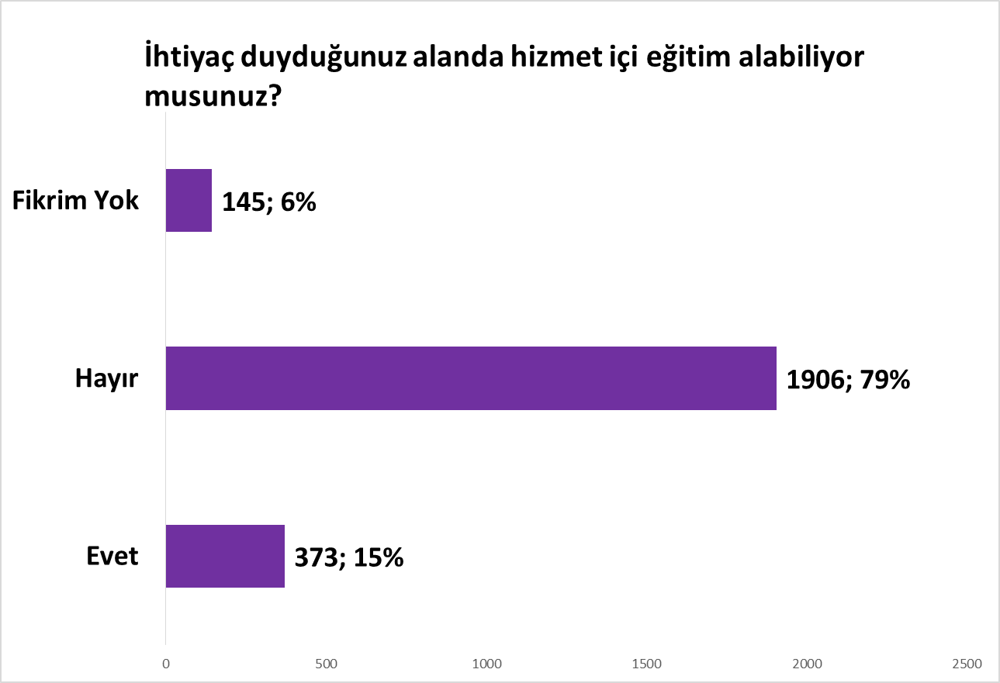 İhtiyaç duyduğunuz alanda hizmet içi eğitim alabiliyor
musunuz?
Fikrim Yok
145; 6%
Hayır
1906; 79%
Evet
373; 15%
0
500
1000
1500
2000
2500